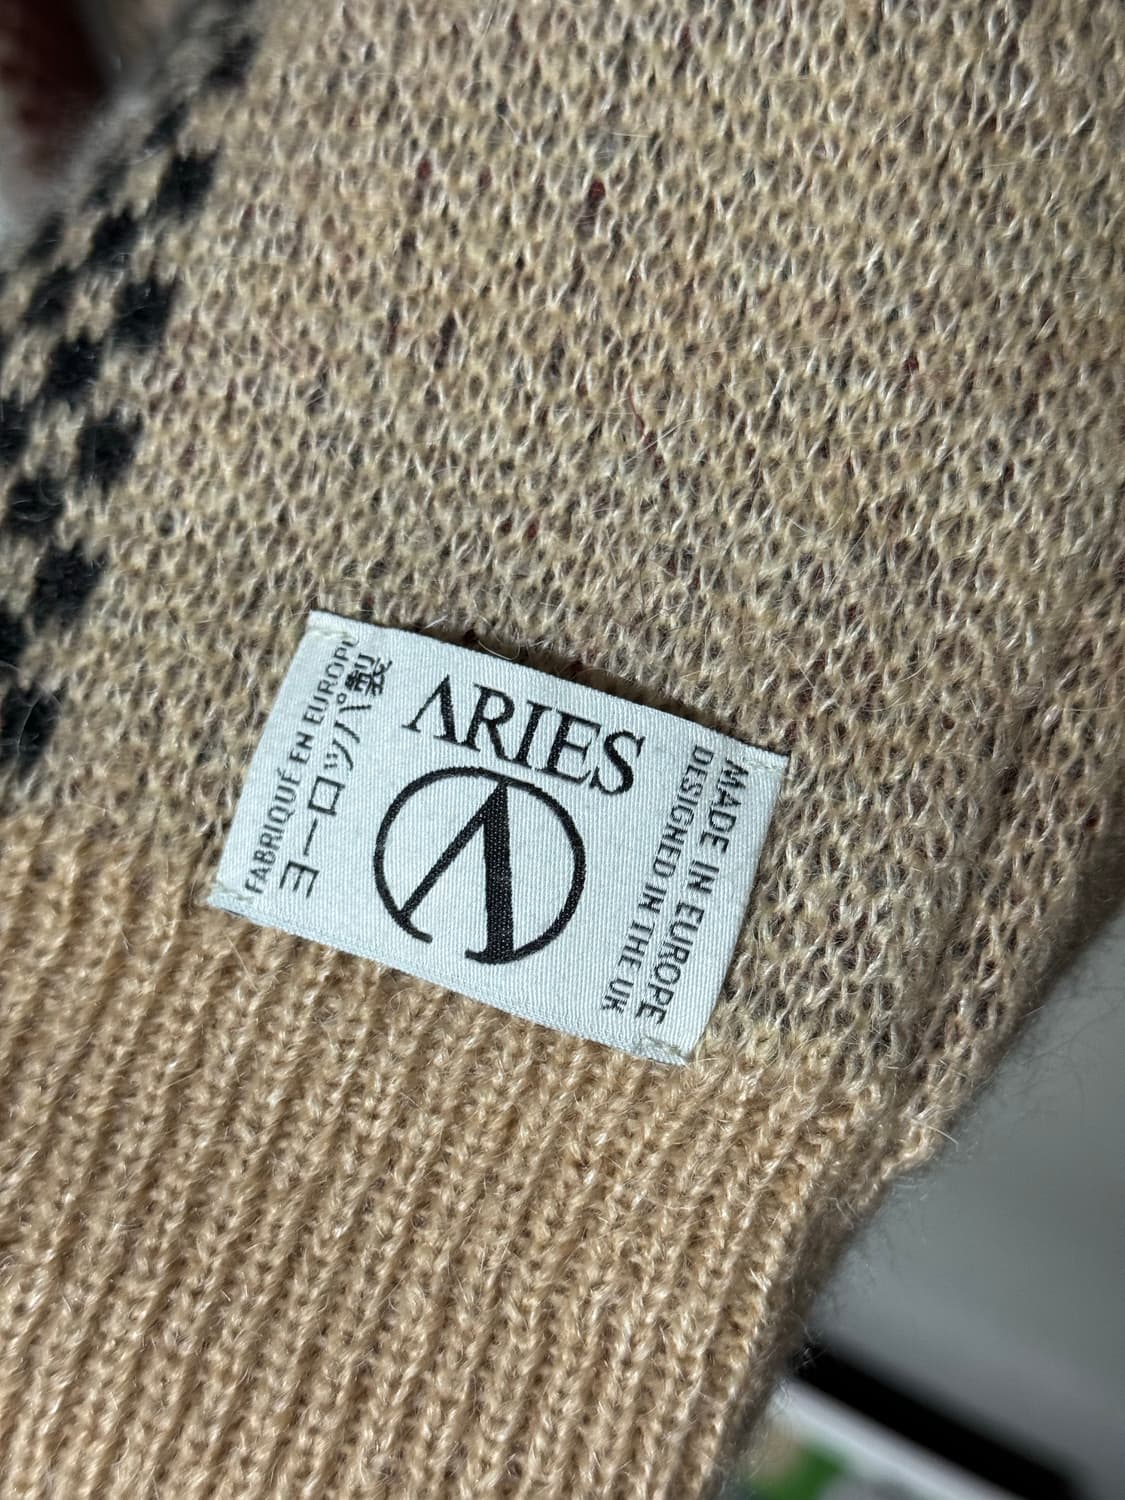 FABRIQUÉ EN EUROPE
ヨーロッパ製
ARIES
MADE IN EUROPE
DESIGNED IN THE UK